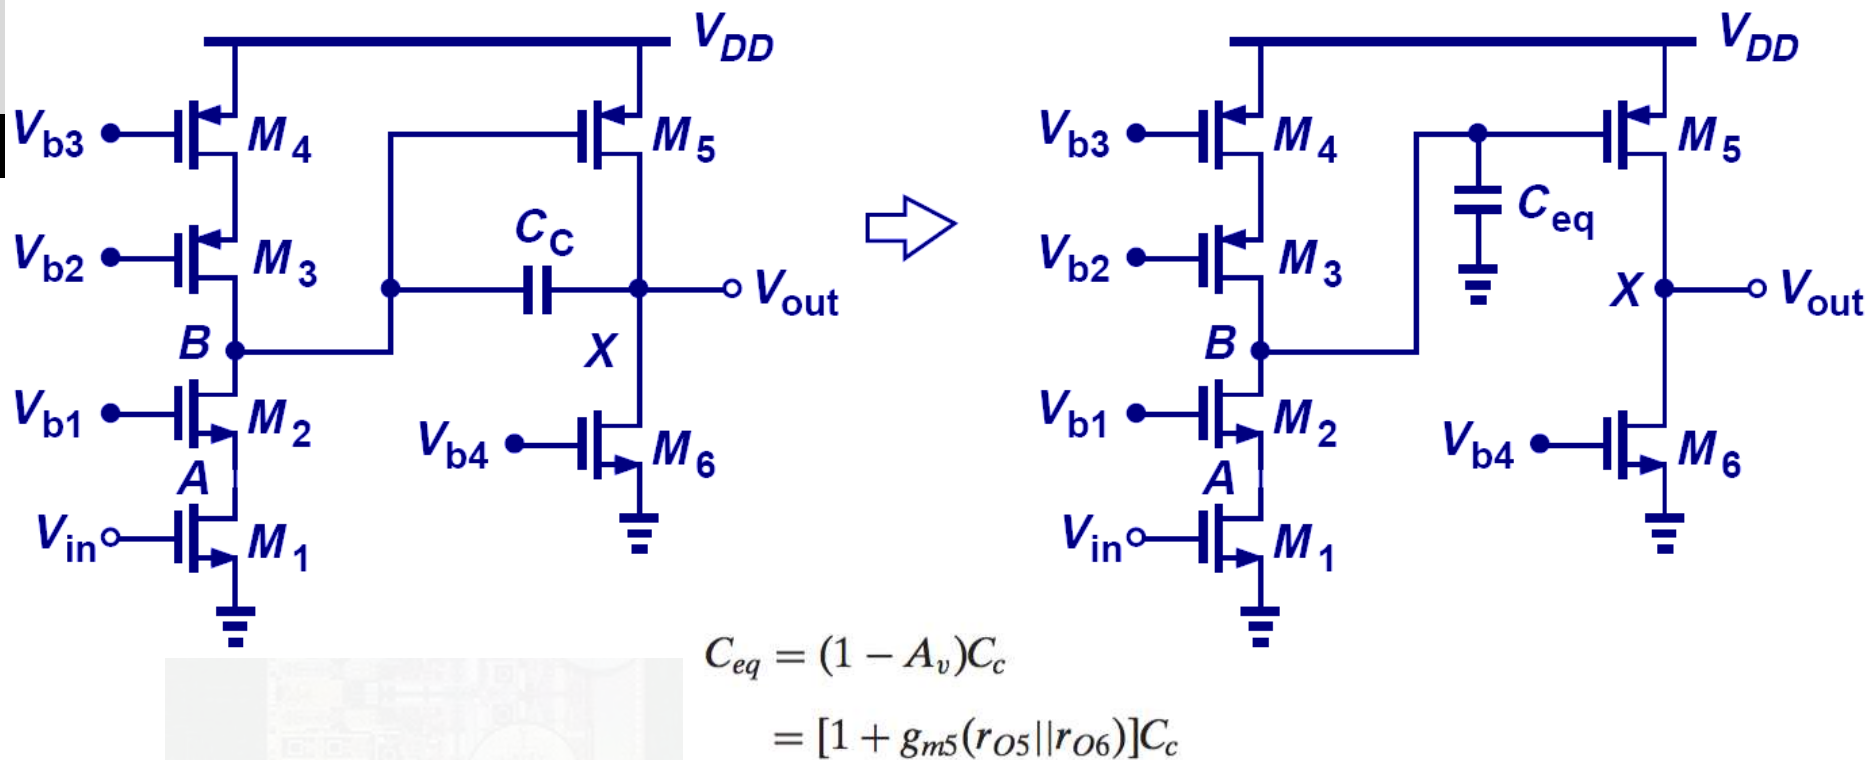 V_DD
V_b3
M_4
M_5
V_b2
M_3
C_C
V_out
B
X
V_b1
M_2
V_b4
M_6
A
V_in
M_1
V_DD
V_b3
M_4
M_5
C_eq
V_b2
M_3
X
V_out
B
V_b1
M_2
V_b4
M_6
A
V_in
M_1
C_eq = (1 − A_v)C_c
= [1 + g_m5(r_O5||r_O6)]C_c